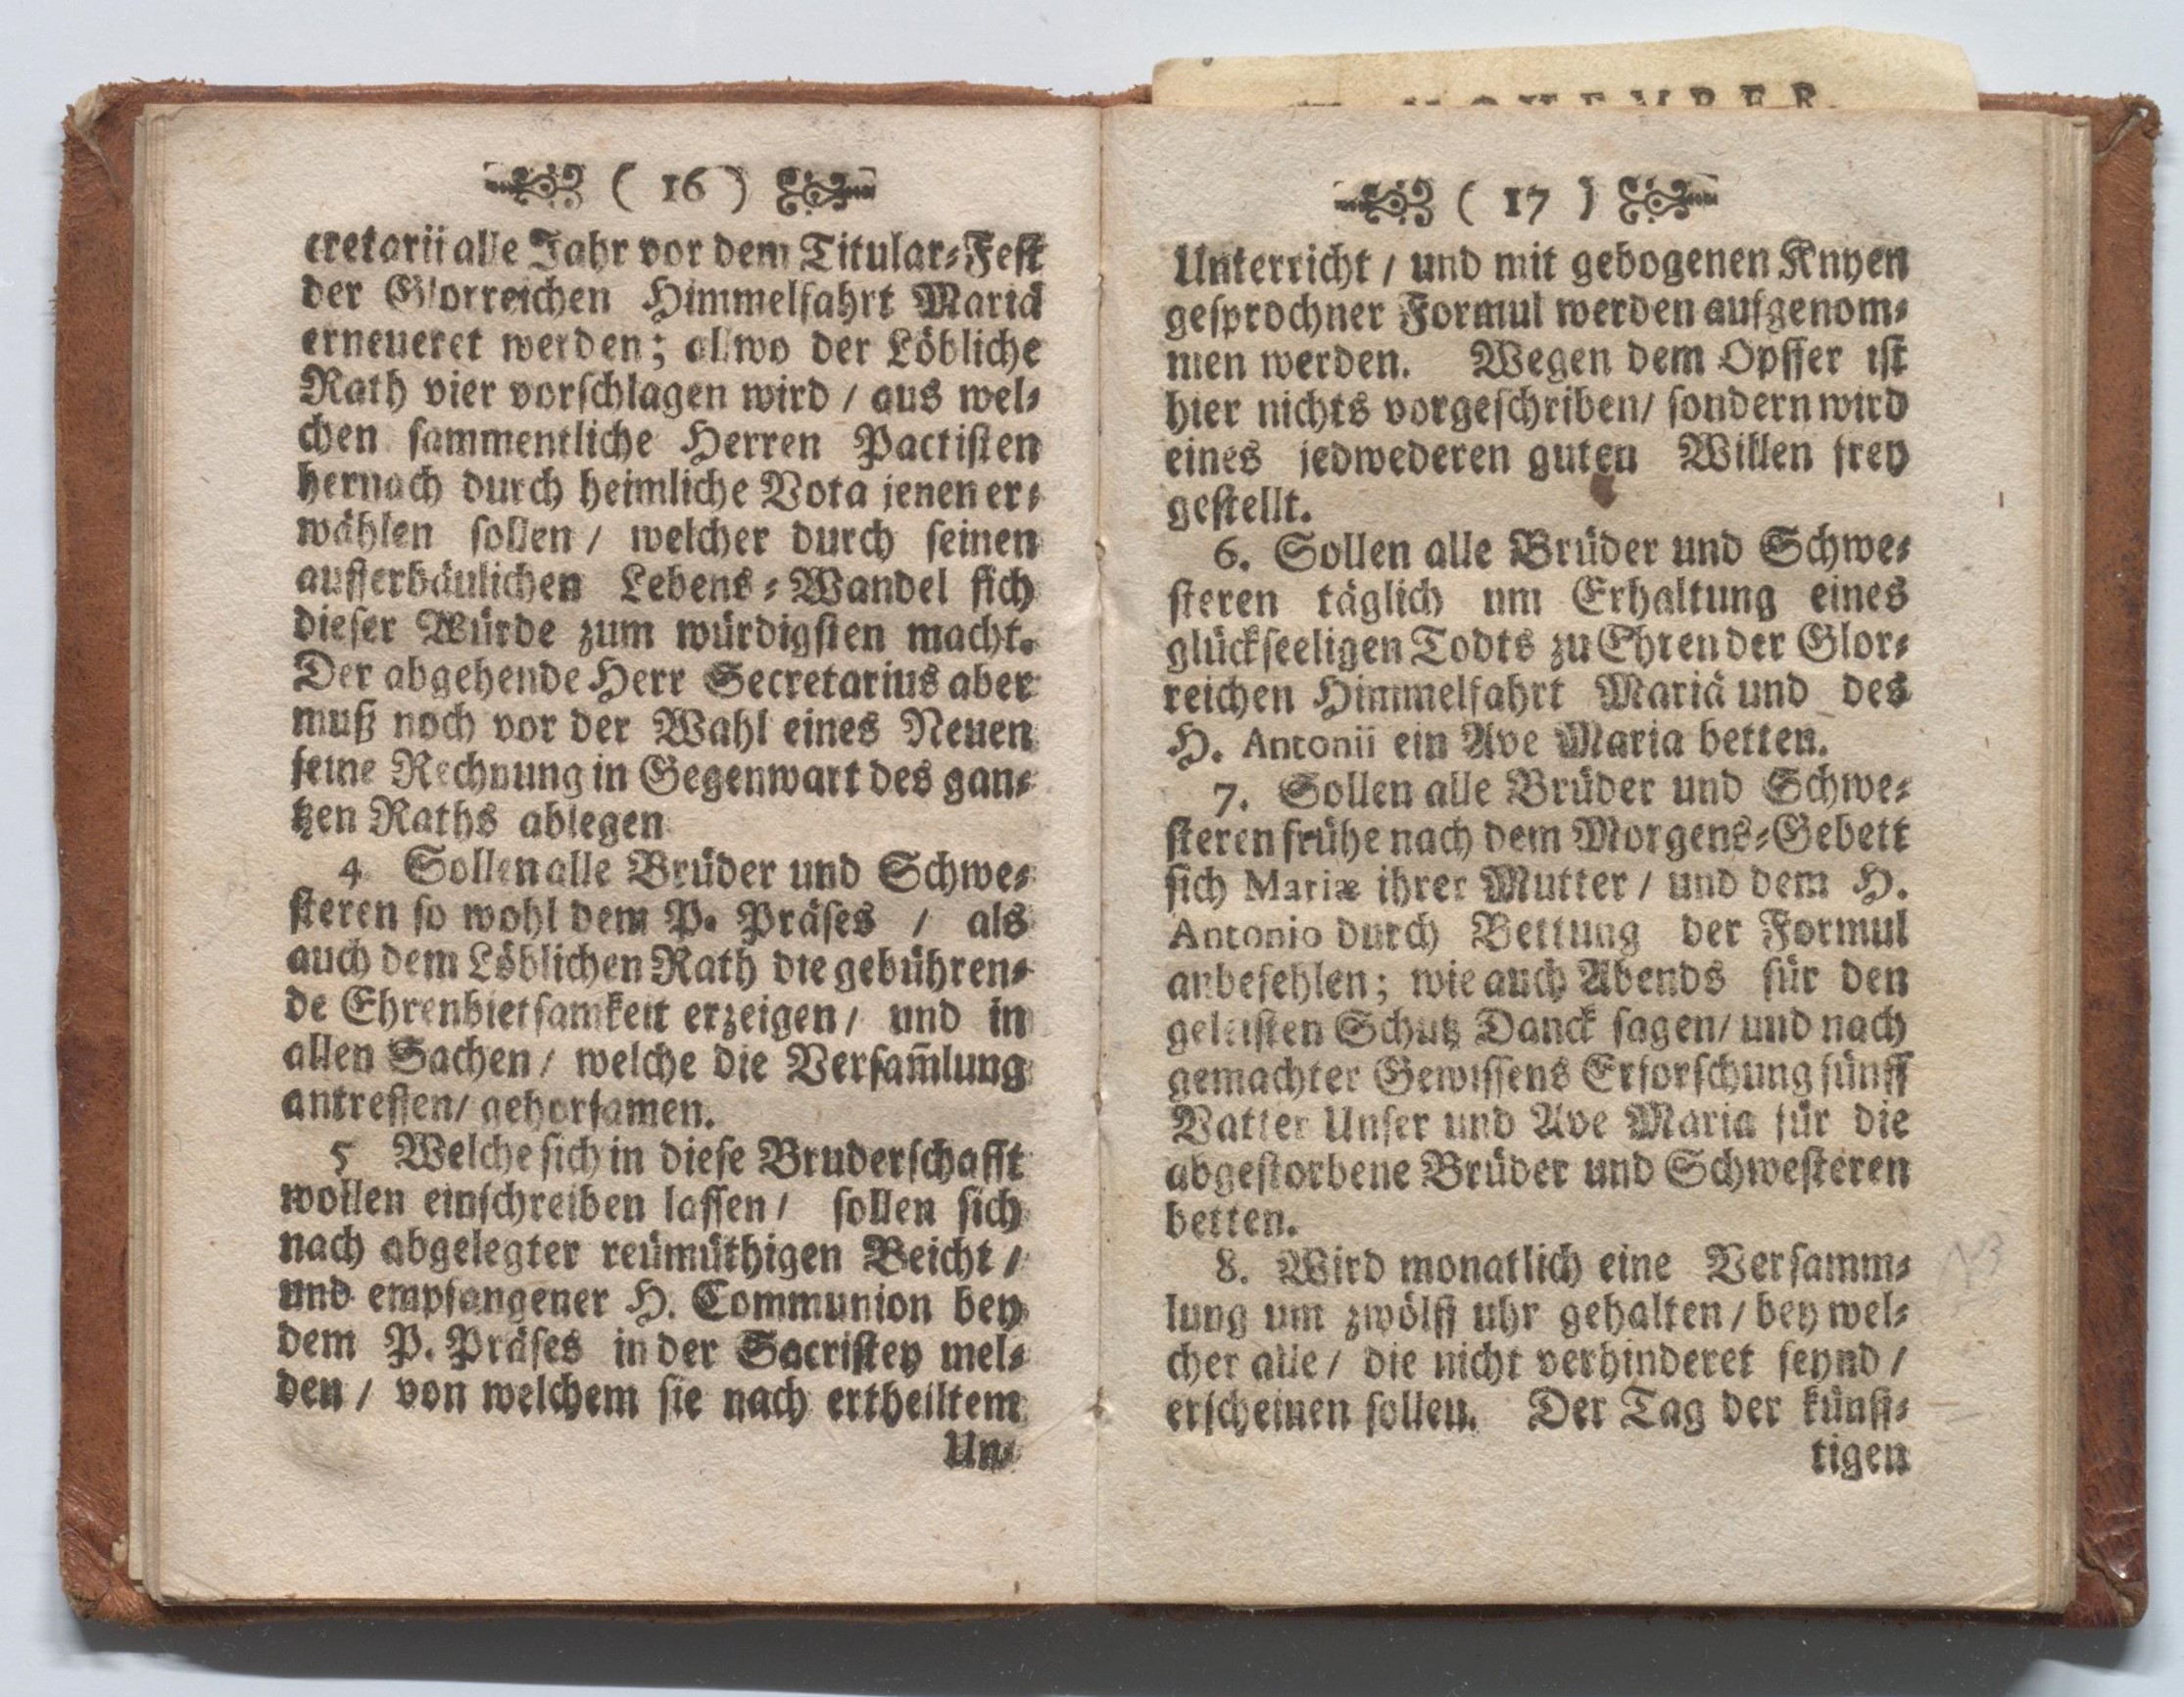 ( 16 )
cretarii alle Jahr vor dem Titular-Fest
der Glorreichen Himmelfahrt Mariä
erneueret werden; allwo der Löbliche
Rath vier vorschlagen wird / aus wel-
chen sammentliche Herren Pactisten
hernach durch heimliche Vota jenen er-
wählen sollen / welcher durch seinen
aufferbäulichen Lebens-Wandel sich
dieser Würde zum würdigsten macht.
Der abgehende Herr Secretarius aber
muß noch vor der Wahl eines Neuen
seine Rechnung in Gegenwart des gan-
tzen Raths ablegen
4 Sollen alle Brüder und Schwe-
steren so wohl dem P. Präses / als
auch dem Löblichen Rath die gebühren-
de Ehrenbietsamkeit erzeigen / und in
allen Sachen / welche die Versam̄lung
antreffen / gehorsamen.
5 Welche sich in diese Bruderschafft
wollen einschreiben lassen / sollen sich
nach abgelegter reümüthigen Beicht /
und empfangener H. Communion bey
dem P. Präses in der Sacristey mel-
den / von welchem sie nach ertheiltem
Un-
NOVEMBER.
( 17 )
Unterricht / und mit gebogenen Knyen
gesprochner Formul werden aufgenom-
men werden. Wegen dem Opffer ist
hier nichts vorgeschriben / sondern wird
eines jedwederen guten Willen frey
gestellt.
6. Sollen alle Brüder und Schwe-
steren täglich um Erhaltung eines
glückseeligen Todts zu Ehren der Glor-
reichen Himmelfahrt Mariä und des
H. Antonii ein Ave Maria betten.
7. Sollen alle Brüder und Schwe-
steren frühe nach dem Morgens-Gebett
sich Mariæ ihrer Mutter / und dem H.
Antonio durch Bettung der Formul
anbefehlen; wie auch Abends für den
geleisten Schutz Danck sagen / und nach
gemachter Gewissens Erforschung fünff
Vatter Unser und Ave Maria für die
abgestorbene Brüder und Schwesteren
betten.
8. Wird monatlich eine Versamm-
lung um zwölff uhr gehalten / bey wel-
cher alle / die nicht verhinderet seynd /
erscheinen sollen. Der Tag der künff-
tigen